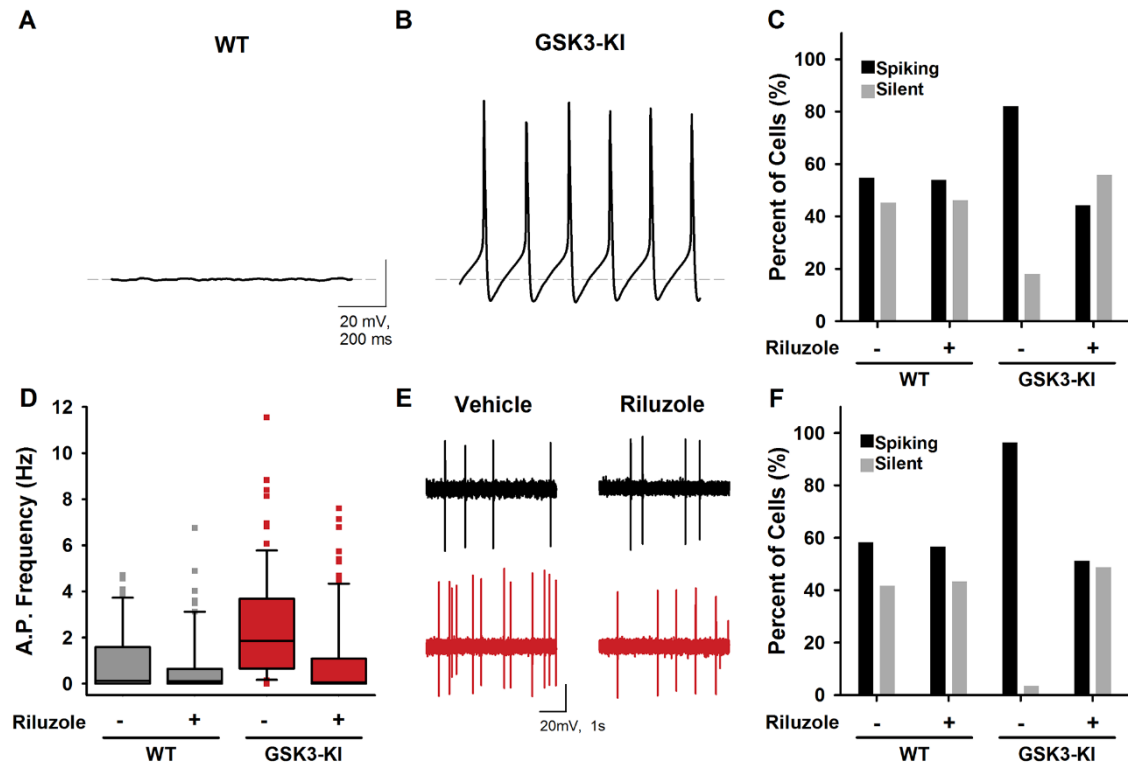 A
WT
20 mV,
200 ms
B
GSK3-KI
C
Percent of Cells (%)
100
80
60
40
20
0
Spiking
Silent
Riluzole - + - +
WT GSK3-KI
D
A.P. Frequency (Hz)
12
10
8
6
4
2
0
Riluzole - + - +
WT GSK3-KI
E
Vehicle Riluzole
20mV, 1s
F
Percent of Cells (%)
100
80
60
40
20
0
Spiking
Silent
Riluzole - + - +
WT GSK3-KI